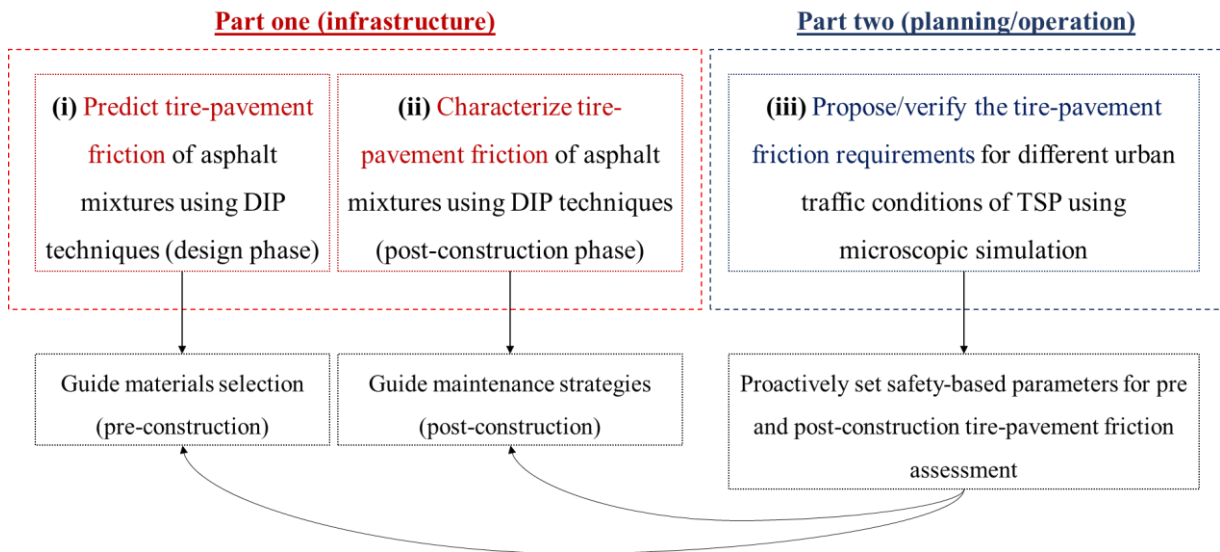 Part one (infrastructure)
Part two (planning/operation)
(i) Predict tire-pavement
friction of asphalt
mixtures using DIP
techniques (design phase)
(ii) Characterize tire-
pavement friction of asphalt
mixtures using DIP techniques
(post-construction phase)
(iii) Propose/verify the tire-pavement
friction requirements for different urban
traffic conditions of TSP using
microscopic simulation
Guide materials selection
(pre-construction)
Guide maintenance strategies
(post-construction)
Proactively set safety-based parameters for pre
and post-construction tire-pavement friction
assessment